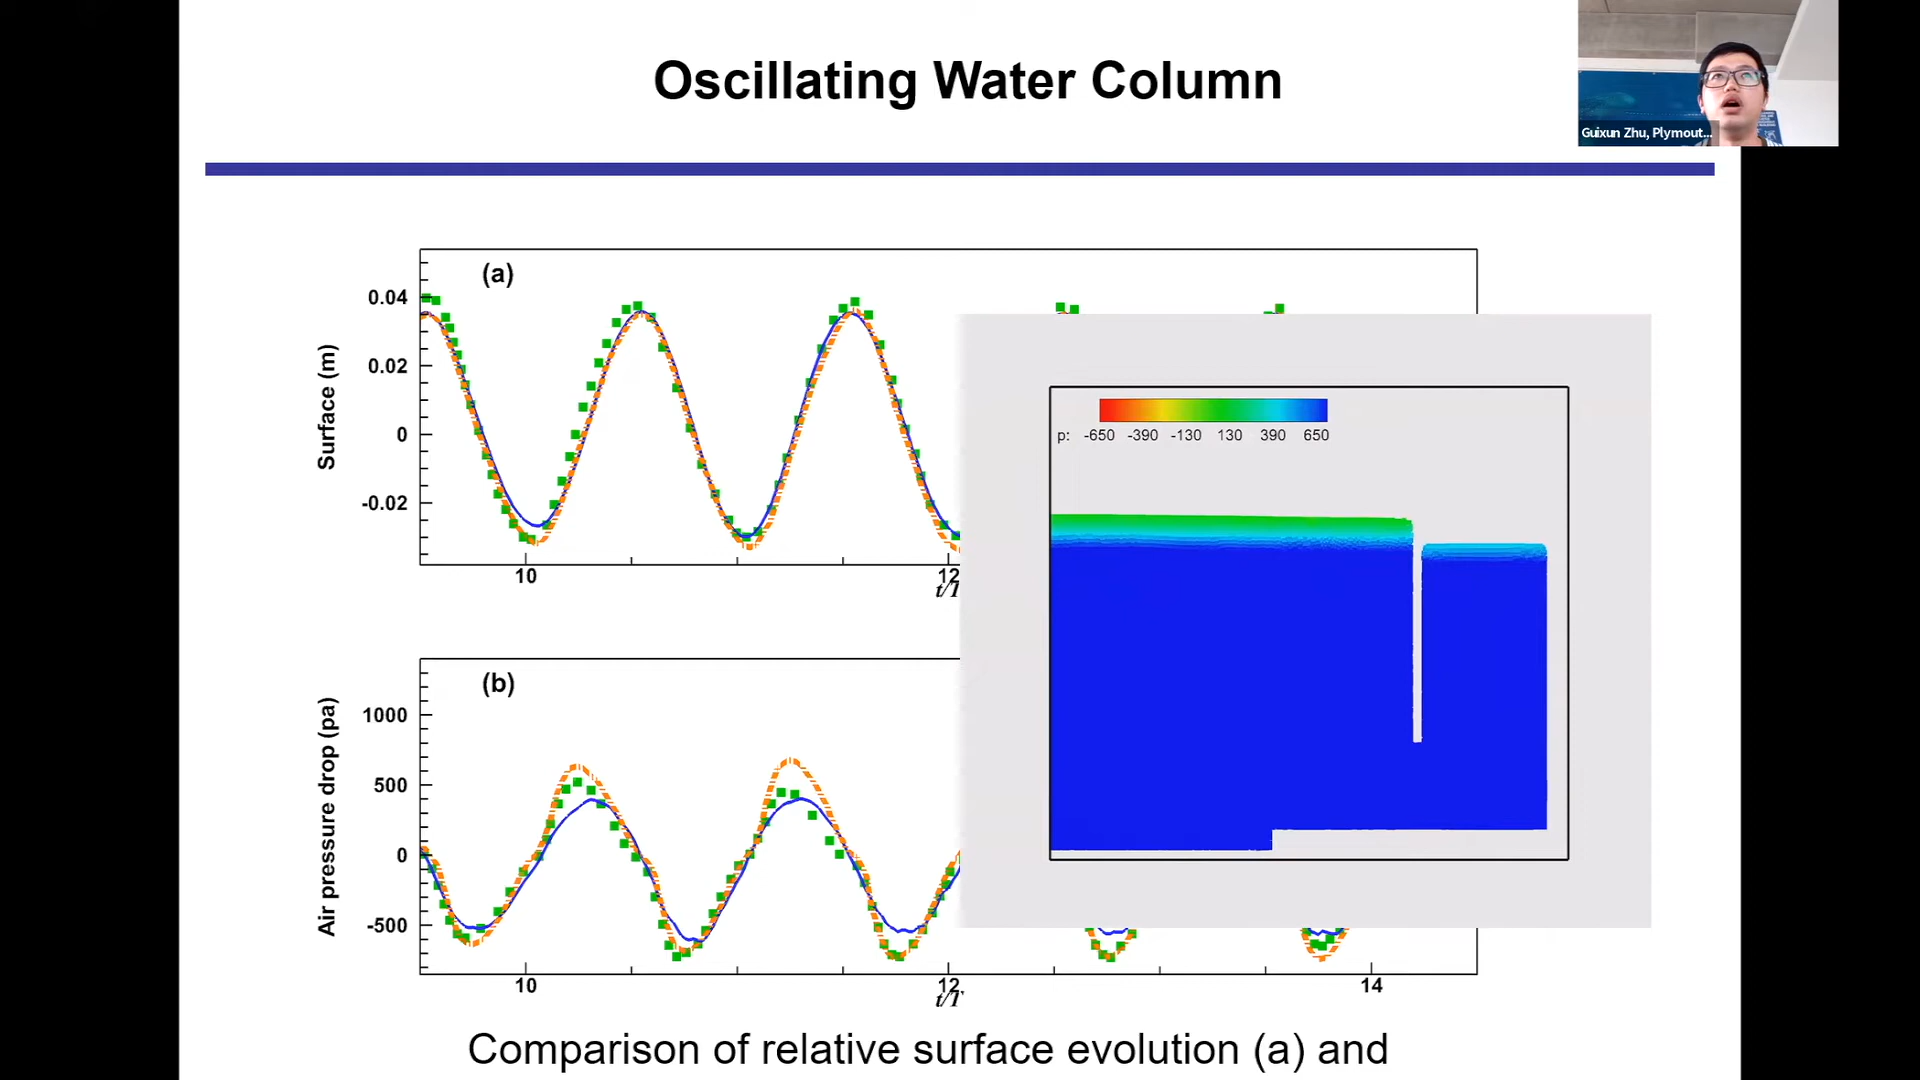 Oscillating Water Column
Guixun Zhu, Plymout...
(a)
0.04
0.02
0
-0.02
Surface (m)
10
12
t/T
p: -650 -390 -130 130 390 650
(b)
1000
500
0
-500
Air pressure drop (pa)
10
12
14
t/T
Comparison of relative surface evolution (a) and